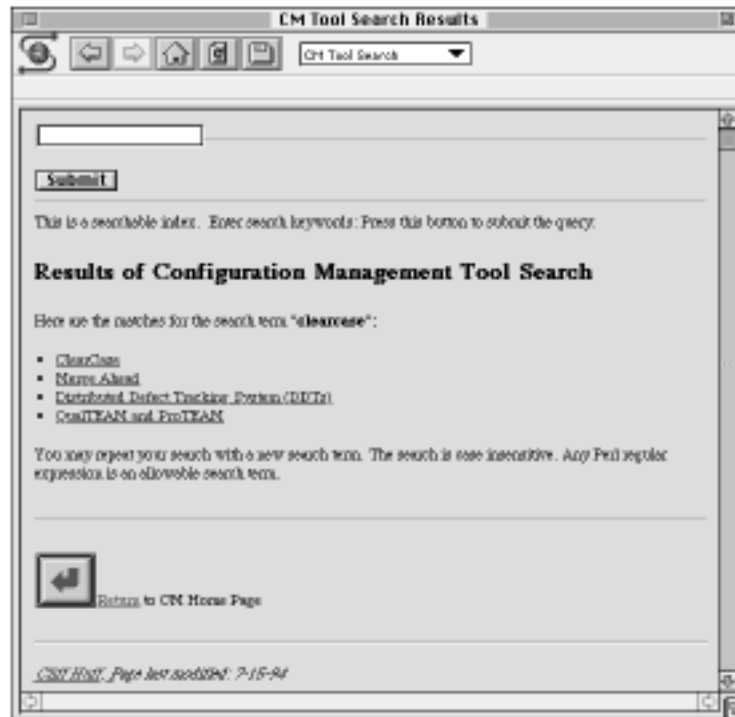 CM Tool Search Results
CM Tool Search
Submit
This is a searchable index. Enter search keywords: Press this button to submit the query:
Results of Configuration Management Tool Search
Here are the matches for the search term "clearcase":
ClearCase
Merge Ahead
Distributed Defect Tracking System (DDTs)
QualTEAM and ProTEAM
You may repeat your search with a new search term. The search is case insensitive. Any Perl regular
expression is an allowable search term.
Return to CM Home Page
Cliff Huff, Page last modified: 7-15-94